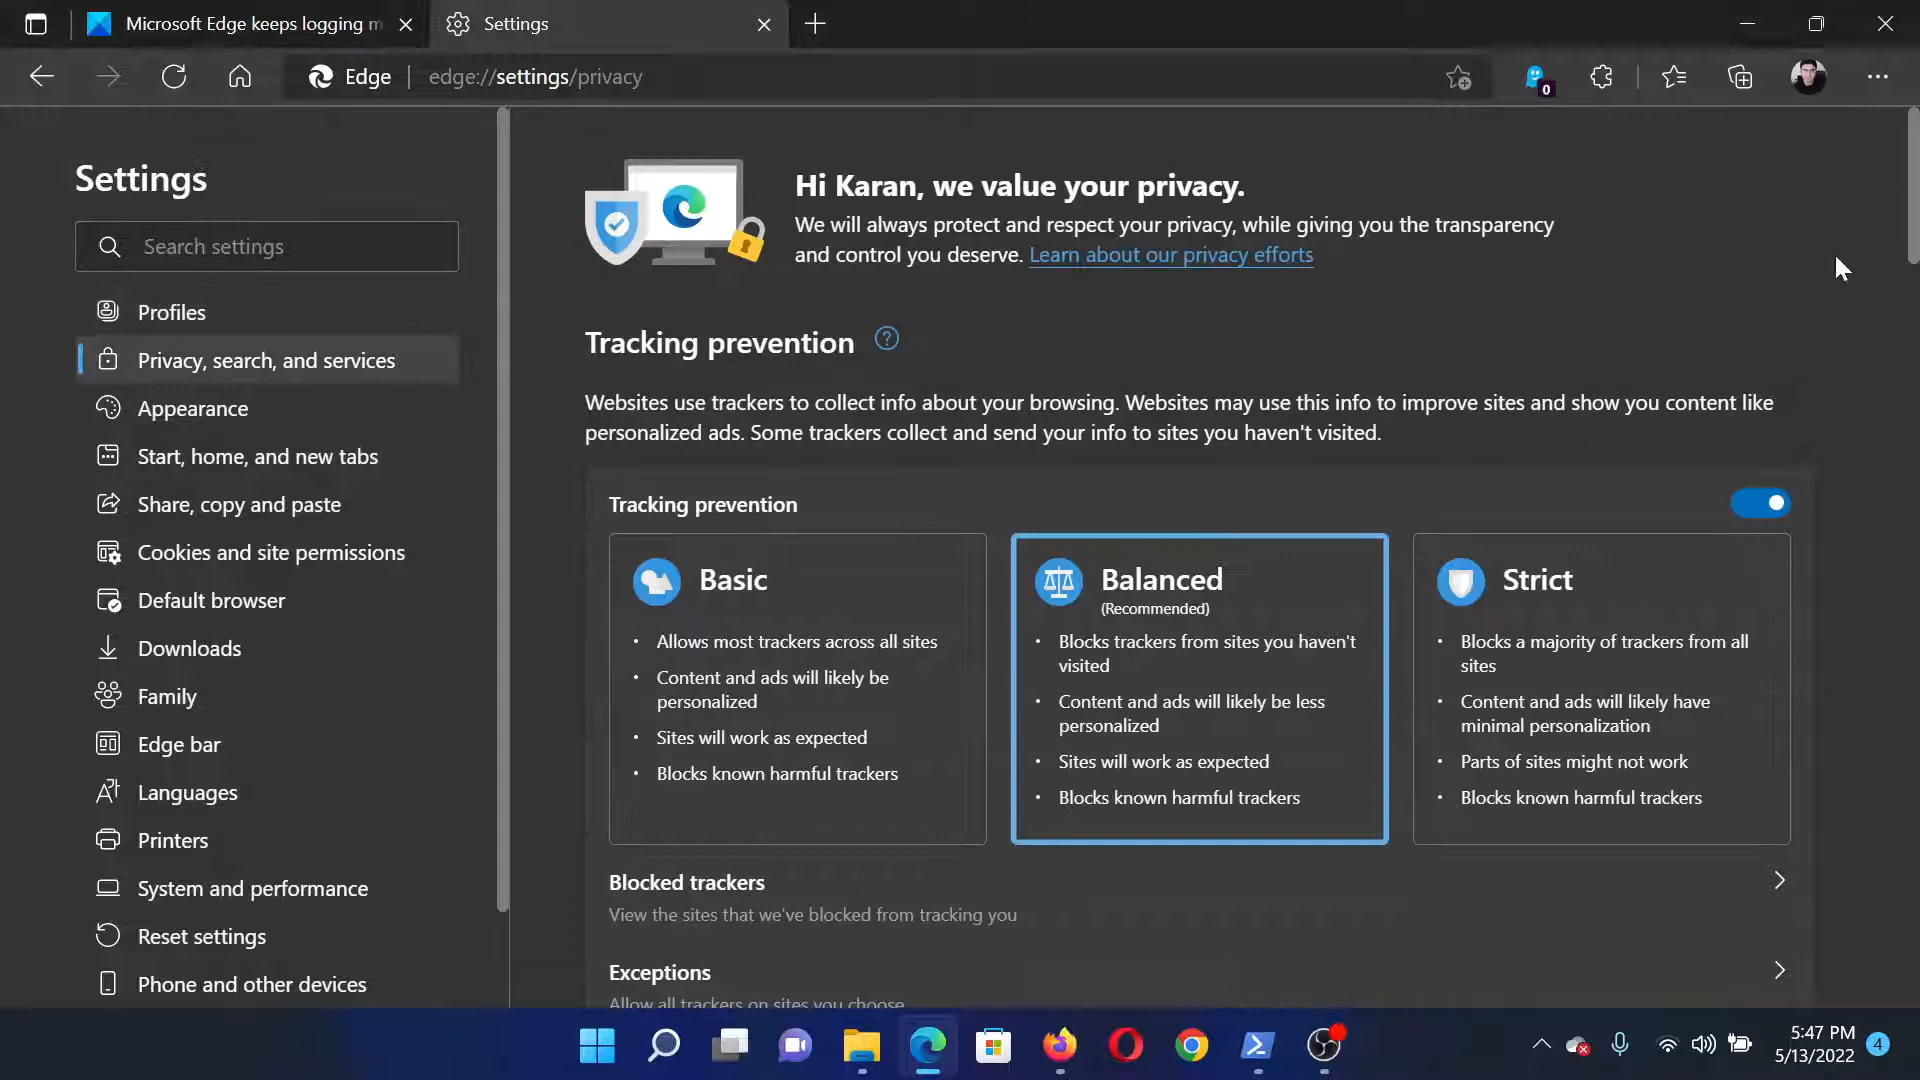 Microsoft Edge keeps logging m
Settings
Edge
edge://settings/privacy
0
Settings
Search settings
Profiles
Privacy, search, and services
Appearance
Start, home, and new tabs
Share, copy and paste
Cookies and site permissions
Default browser
Downloads
Family
Edge bar
Languages
Printers
System and performance
Reset settings
Phone and other devices
Hi Karan, we value your privacy.
We will always protect and respect your privacy, while giving you the transparency
and control you deserve. Learn about our privacy efforts
Tracking prevention
Websites use trackers to collect info about your browsing. Websites may use this info to improve sites and show you content like
personalized ads. Some trackers collect and send your info to sites you haven't visited.
Tracking prevention
Basic
Allows most trackers across all sites
Content and ads will likely be
personalized
Sites will work as expected
Blocks known harmful trackers
Balanced
(Recommended)
Blocks trackers from sites you haven't
visited
Content and ads will likely be less
personalized
Sites will work as expected
Blocks known harmful trackers
Strict
Blocks a majority of trackers from all
sites
Content and ads will likely have
minimal personalization
Parts of sites might not work
Blocks known harmful trackers
Blocked trackers
View the sites that we've blocked from tracking you
Exceptions
Allow all trackers on sites you choose
5:47 PM
5/13/2022
4